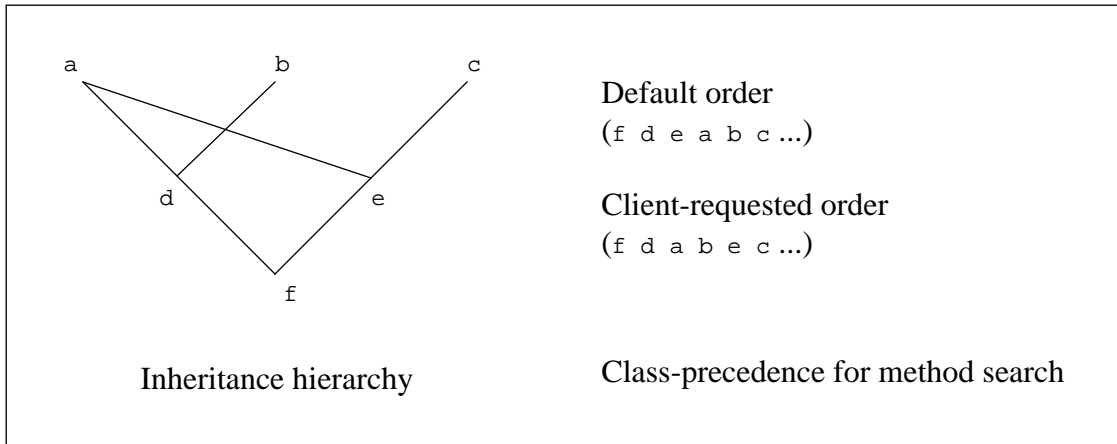 a b c
d e
f
Inheritance hierarchy
Default order
(f d e a b c ...)
Client-requested order
(f d a b e c ...)
Class-precedence for method search